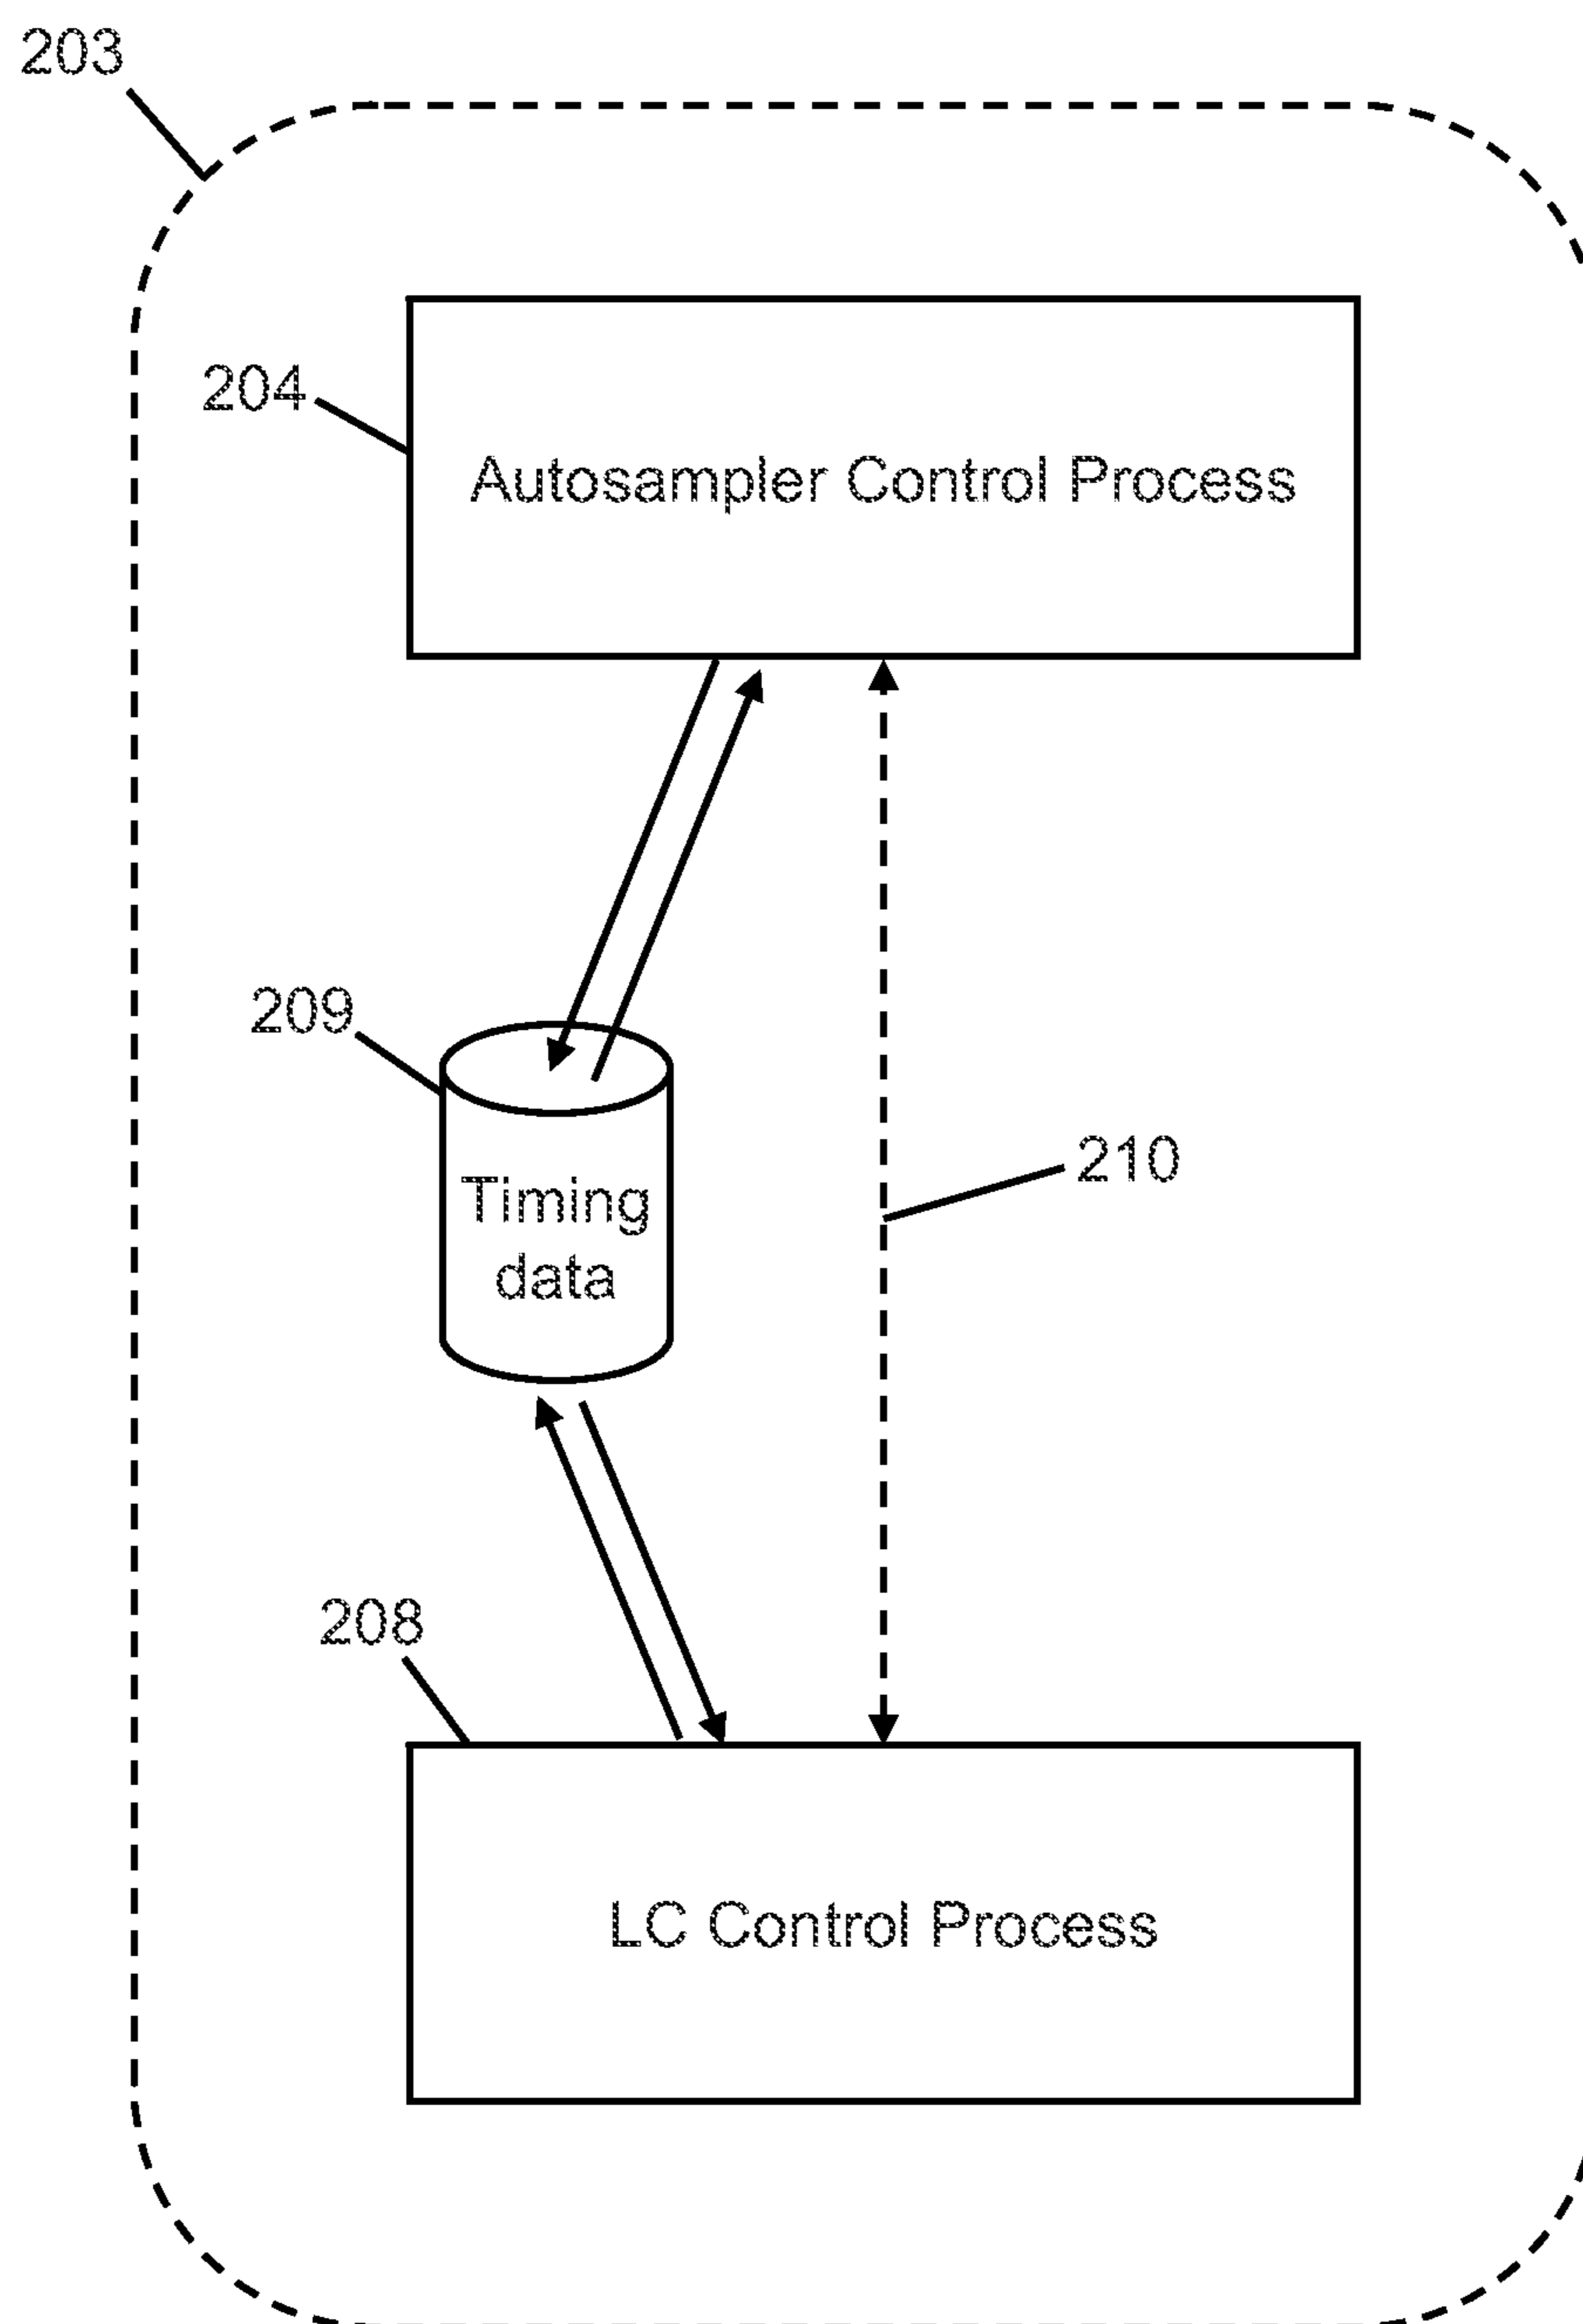 203
204
Autosampler Control Process
209
Timing
data
210
208
LC Control Process